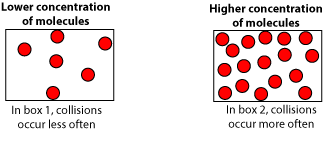 Lower concentration
of molecules
In box 1, collisions
occur less often
Higher concentration
of molecules
In box 2, collisions
occur more often